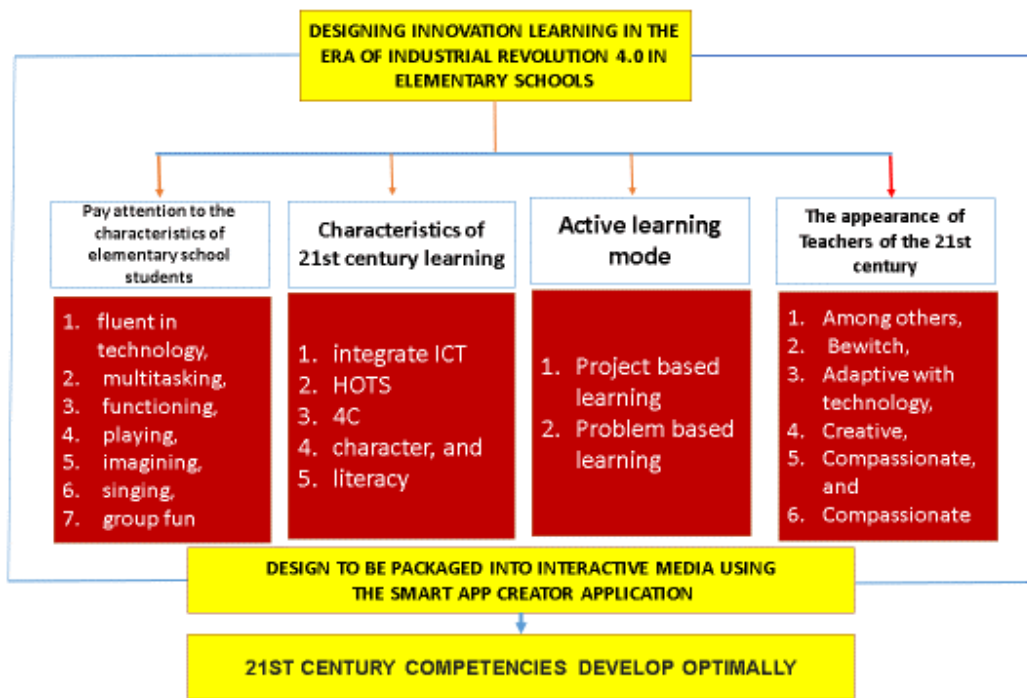 DESIGNING INNOVATION LEARNING IN THE
ERA OF INDUSTRIAL REVOLUTION 4.0 IN
ELEMENTARY SCHOOLS
Pay attention to the
characteristics of
elementary school
students
1. fluent in
technology,
2. multitasking,
3. functioning,
4. playing,
5. imagining,
6. singing,
7. group fun
Characteristics of
21st century learning
1. integrate ICT
2. HOTS
3. 4C
4. character, and
5. literacy
Active learning
mode
1. Project based
learning
2. Problem based
learning
The appearance of
Teachers of the 21st
century
1. Among others,
2. Bewitch,
3. Adaptive with
technology,
4. Creative,
5. Compassionate,
and
6. Compassionate
DESIGN TO BE PACKAGED INTO INTERACTIVE MEDIA USING
THE SMART APP CREATOR APPLICATION
21ST CENTURY COMPETENCIES DEVELOP OPTIMALLY